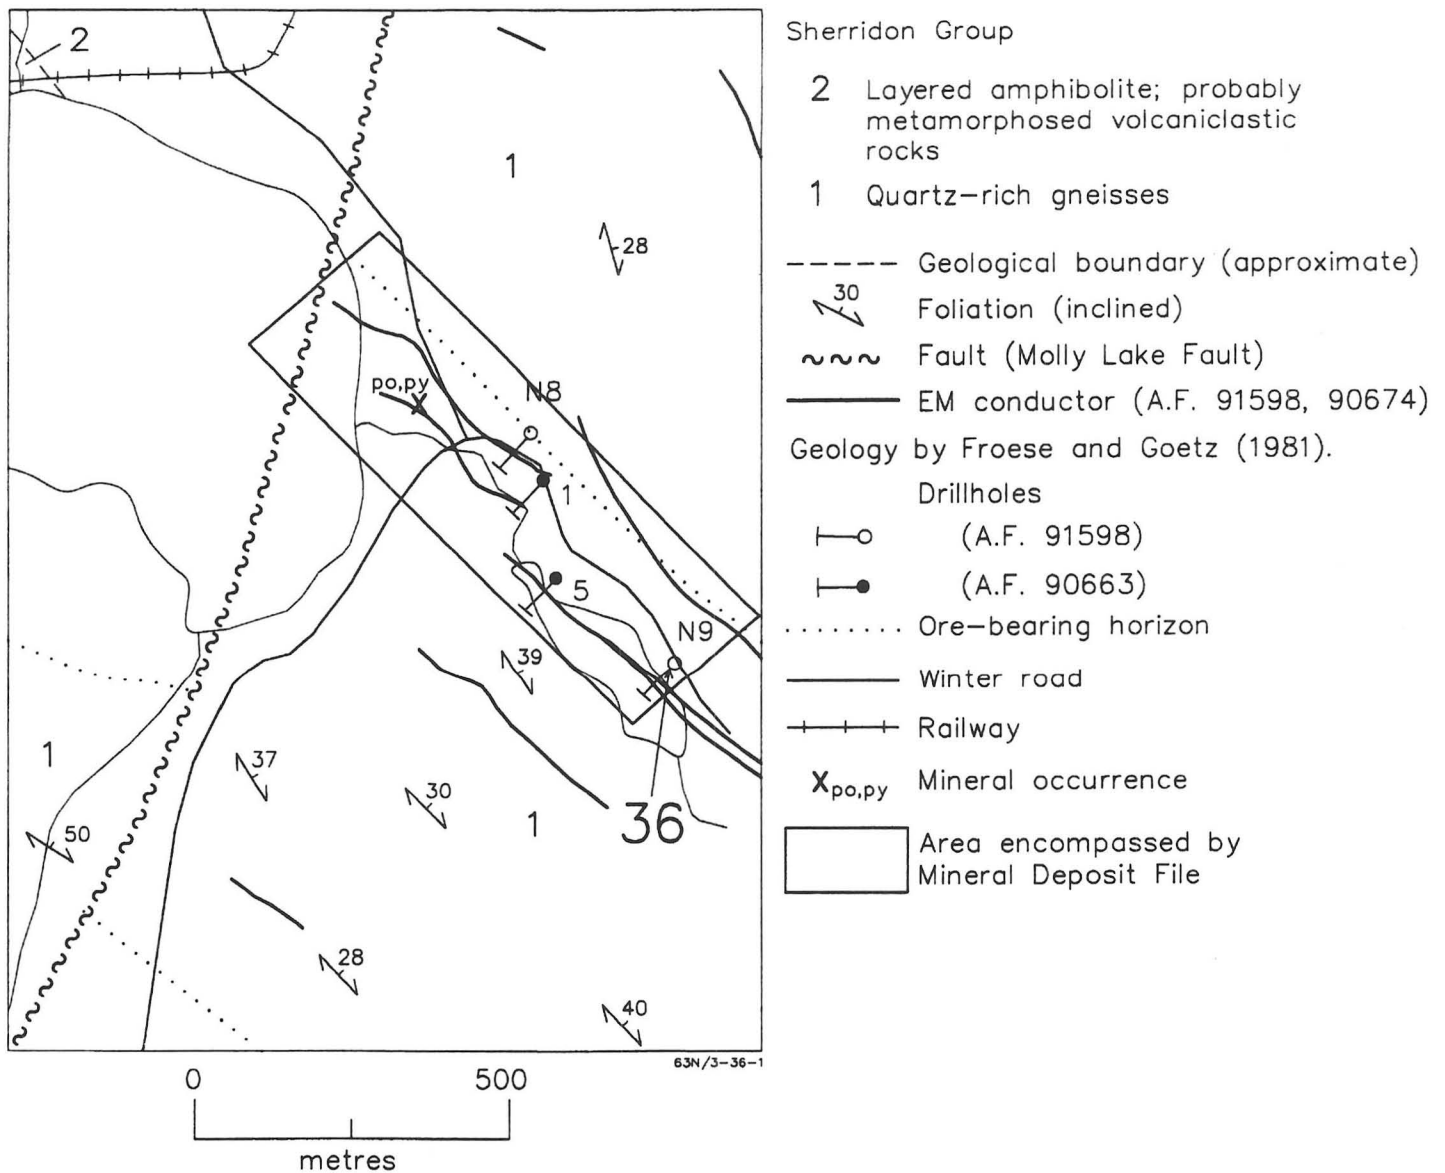 2
1
28
po,py
N8
1
5
N9
39
37
30
1
1
36
50
28
40
63N/3-36-1
0 500
metres
Sherridon Group
2 Layered amphibolite; probably
metamorphosed volcaniclastic
rocks
1 Quartz-rich gneisses
Geological boundary (approximate)
30 Foliation (inclined)
Fault (Molly Lake Fault)
EM conductor (A.F. 91598, 90674)
Geology by Froese and Goetz (1981).
Drillholes
(A.F. 91598)
(A.F. 90663)
Ore-bearing horizon
Winter road
Railway
X po,py Mineral occurrence
Area encompassed by
Mineral Deposit File